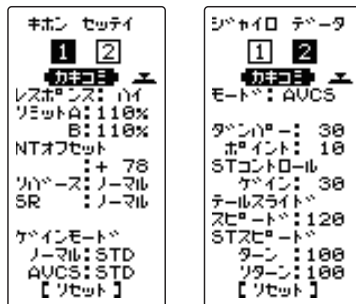 キホン セッテイ
1 2
カキコミ
レスポンス: ハイ
リミットA:110%
B:110%
NTオフセット
:+ 78
リバース:ノーマル
SR :ノーマル
ゲインモード
ノーマル:STD
AVCS:STD
[リセット]
ジャイロ データ
1 2
カキコミ
モード:AVCS
ダンパー: 30
ポイント: 10
STコントロール
ゲイン: 30
テールスライド
スピード:120
STスピード
ターン :100
リターン:100
[リセット]